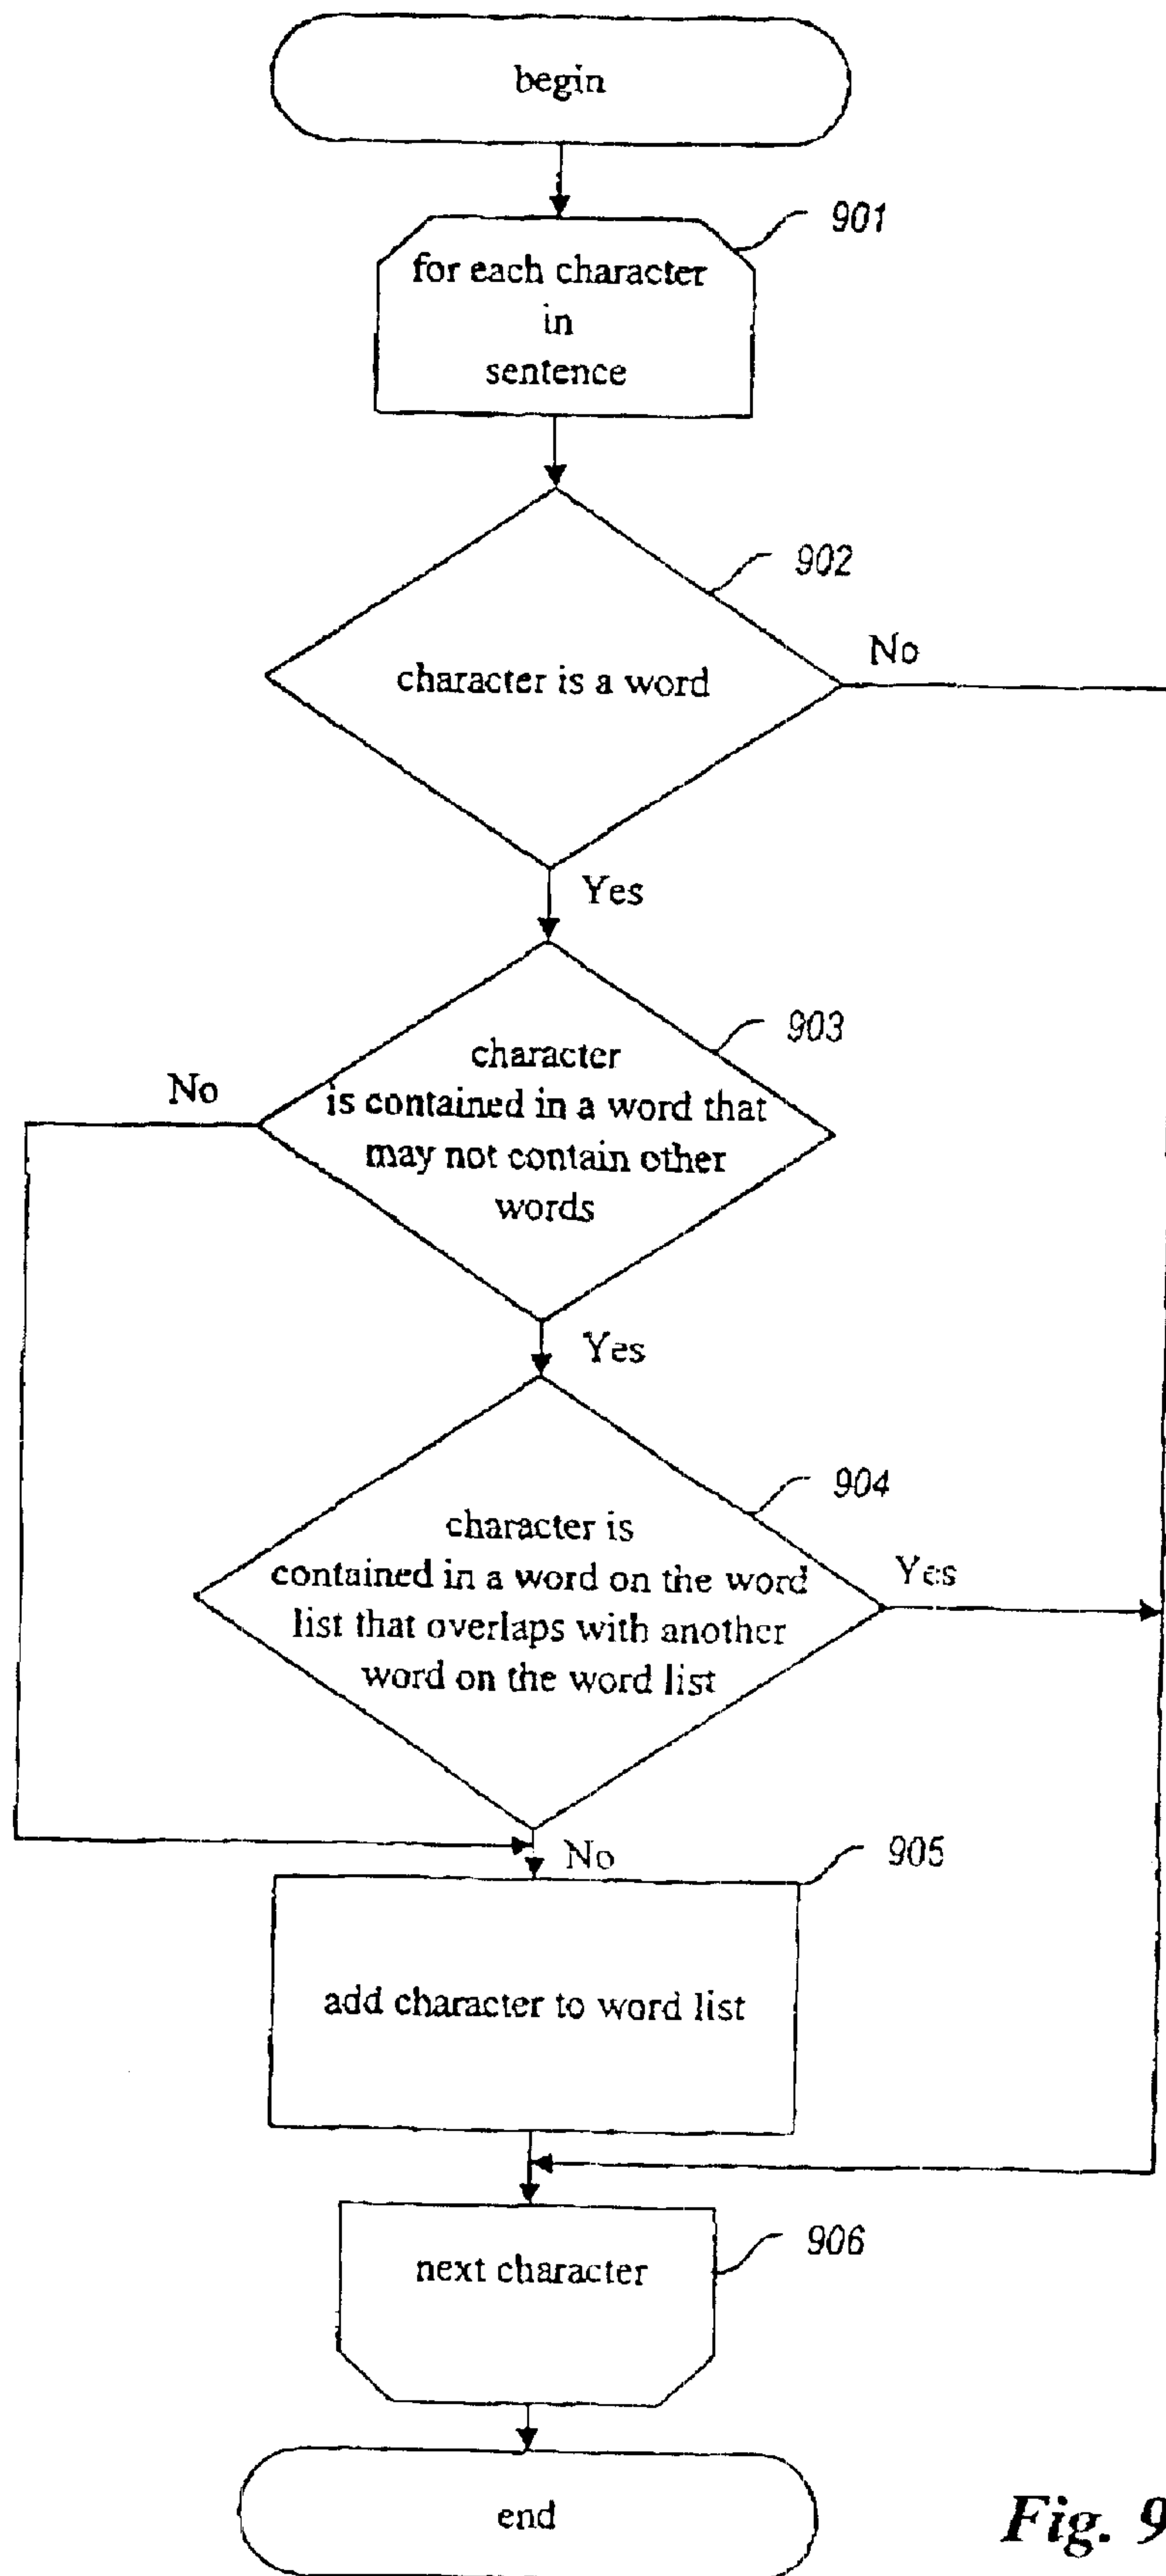 begin
901
for each character
in
sentence
902
No
character is a word
Yes
903
character
is contained in a word that
may not contain other
words
No
Yes
904
character is
contained in a word on the word
list that overlaps with another
word on the word list
Yes
No
905
add character to word list
906
next character
end
Fig. 9